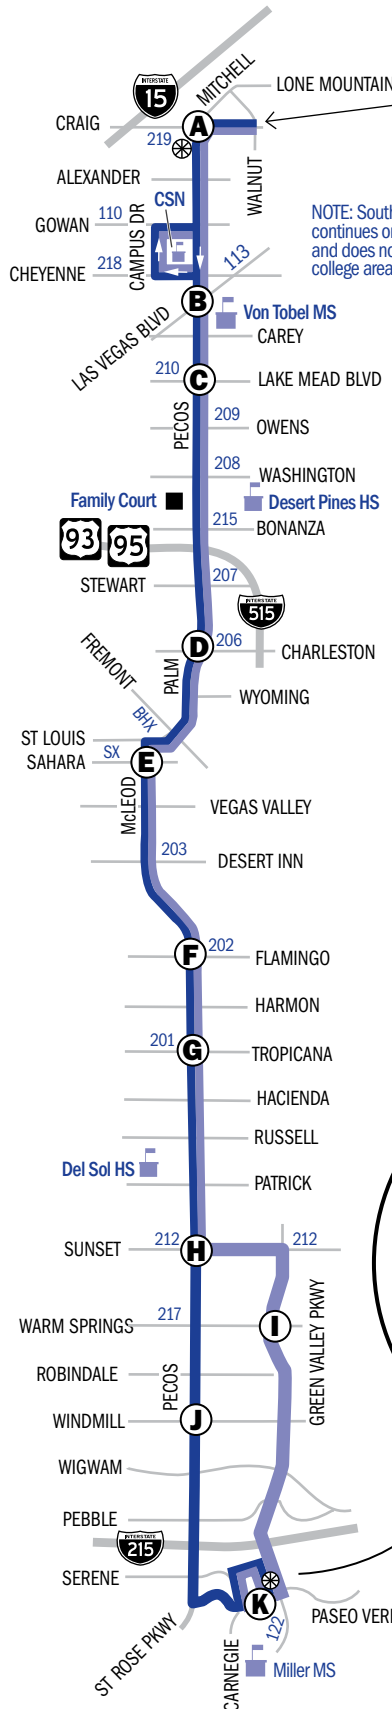 MITCHELL
LONE MOUNTAIN
INTERSTATE
15
CRAIG
A
219
WALNUT
ALEXANDER
CSN
110
GOWAN
CAMPUS DR
NOTE: South
continues on
and does no
college area
218
CHEYENNE
113
B
Von Tobel MS
LAS VEGAS BLVD
CAREY
210
C
LAKE MEAD BLVD
PECOS
209
OWENS
208
WASHINGTON
Family Court
Desert Pines HS
215
BONANZA
93
95
207
STEWART
INTERSTATE
515
D
206
CHARLESTON
FREMONT
PALM
WYOMING
BHX
ST LOUIS
SX
SAHARA
E
McLEOD
VEGAS VALLEY
203
DESERT INN
202
F
FLAMINGO
HARMON
201
G
TROPICANA
HACIENDA
RUSSELL
Del Sol HS
PATRICK
SUNSET
212
H
212
217
WARM SPRINGS
I
GREEN VALLEY PKWY
ROBINDALE
PECOS
WINDMILL
J
WIGWAM
PEBBLE
INTERSTATE
215
SERENE
K
122
PASEO VER
ST ROSE PKWY
CARNEGIE
Miller MS